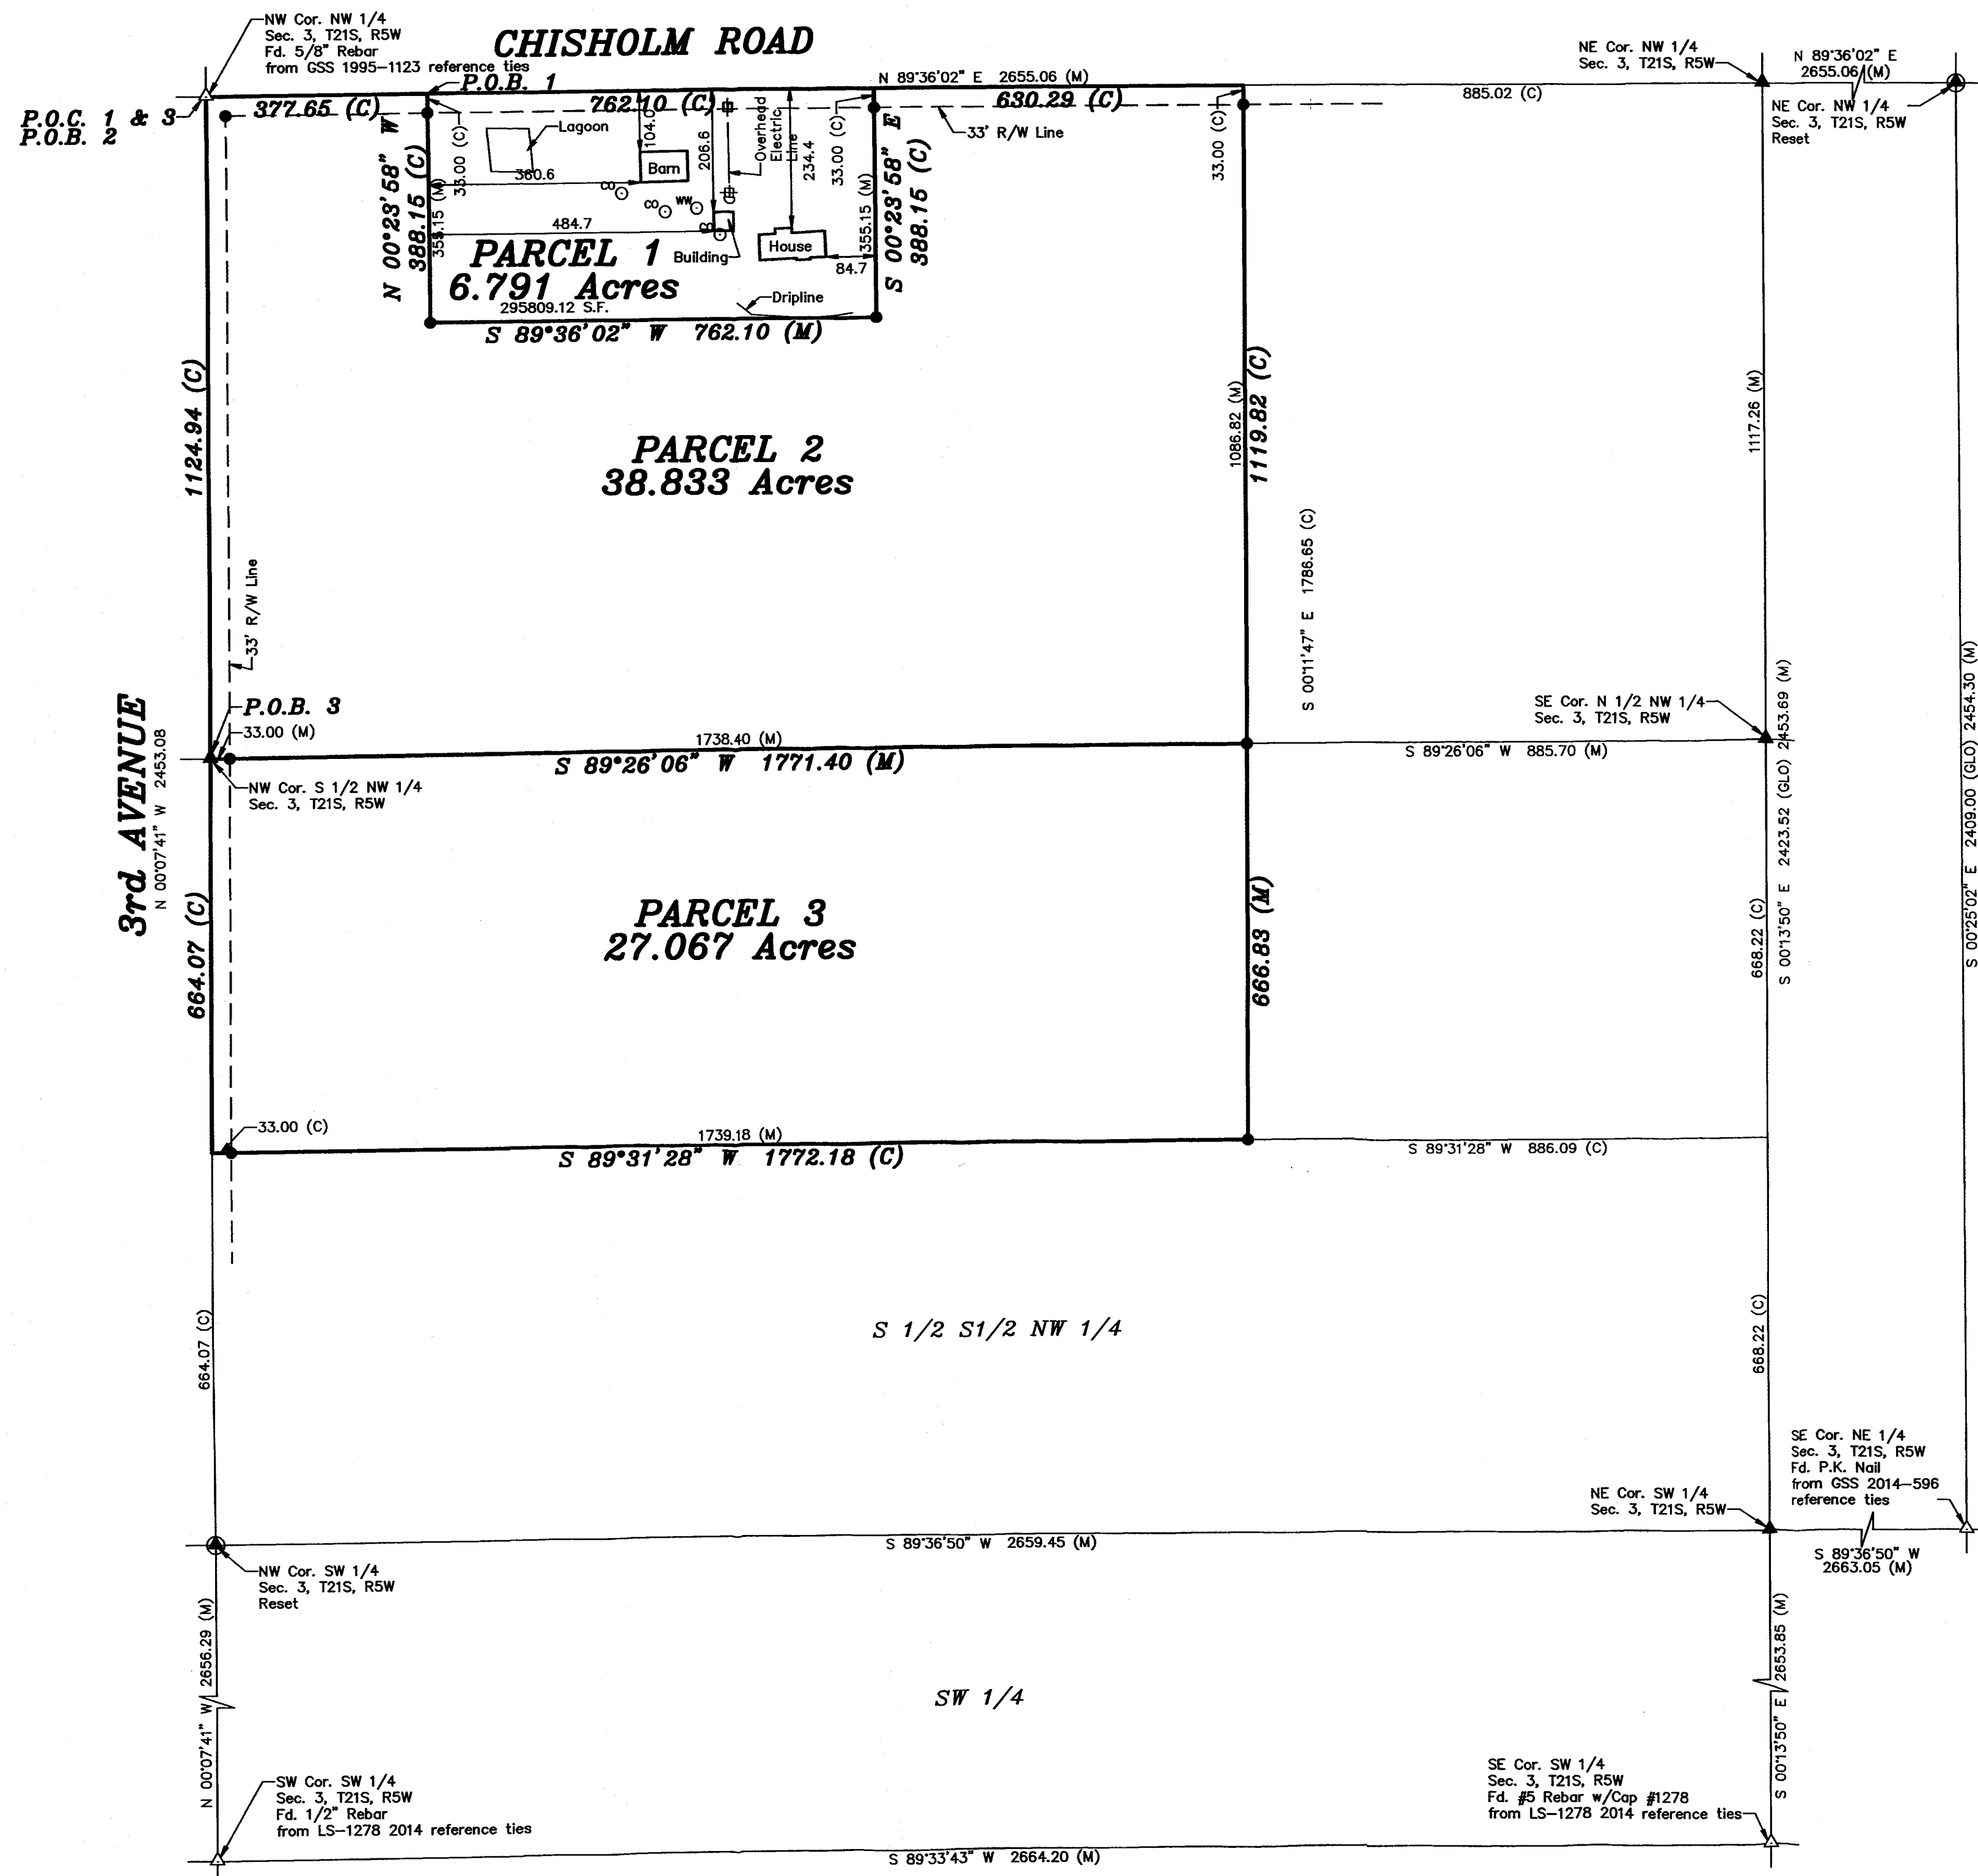 NW Cor. NW 1/4
Sec. 3, T21S, R5W
Fd. 5/8" Rebar
from GSS 1995-1123 reference ties
CHISHOLM ROAD
NE Cor. NW 1/4
Sec. 3, T21S, R5W
N 89°36'02" E
2655.06 (M)
NE Cor. NW 1/4
Sec. 3, T21S, R5W
Reset
P.O.C. 1 & 3
P.O.B. 2
P.O.B. 1
N 89°36'02" E 2655.06 (M)
377.65 (C)
762.10 (C)
630.29 (C)
885.02 (C)
33' R/W Line
33.00 (C)
33.00 (C)
33.00 (C)
Lagoon
Barn
104.0
206.6
Overhead
Electric
Line
234.4
360.6
CO
CO
WW
CO
484.7
N 00°23'58" W
388.15 (C)
355.15 (M)
355.15 (M)
S 00°23'58" E
388.15 (C)
House
Building
84.7
PARCEL 1
6.791 Acres
295809.12 S.F.
Dripline
S 89°36'02" W 762.10 (M)
1124.94 (C)
PARCEL 2
38.833 Acres
1086.82 (M)
1119.82 (C)
1117.26 (M)
S 00°11'47" E 1786.65 (C)
33' R/W Line
3rd AVENUE
N 00°07'41" W 2453.08
P.O.B. 3
33.00 (M)
1738.40 (M)
S 89°26'06" W 1771.40 (M)
SE Cor. N 1/2 NW 1/4
Sec. 3, T21S, R5W
S 89°26'06" W 885.70 (M)
NW Cor. S 1/2 NW 1/4
Sec. 3, T21S, R5W
S 00°13'50" E 2423.52 (GLO) 2453.69 (M)
S 00°25'02" E 2409.00 (GLO) 2454.30 (M)
664.07 (C)
PARCEL 3
27.067 Acres
666.83 (M)
668.22 (C)
33.00 (C)
1739.18 (M)
S 89°31'28" W 1772.18 (C)
S 89°31'28" W 886.09 (C)
664.07 (C)
S 1/2 S1/2 NW 1/4
668.22 (C)
SE Cor. NE 1/4
Sec. 3, T21S, R5W
Fd. P.K. Nail
from GSS 2014-596
reference ties
NE Cor. SW 1/4
Sec. 3, T21S, R5W
S 89°36'50" W 2659.45 (M)
S 89°36'50" W
2663.05 (M)
NW Cor. SW 1/4
Sec. 3, T21S, R5W
Reset
N 00°07'41" W 2656.29 (M)
SW 1/4
S 00°13'50" E 2653.85 (M)
SW Cor. SW 1/4
Sec. 3, T21S, R5W
Fd. 1/2" Rebar
from LS-1278 2014 reference ties
SE Cor. SW 1/4
Sec. 3, T21S, R5W
Fd. #5 Rebar w/Cap #1278
from LS-1278 2014 reference ties
S 89°33'43" W 2664.20 (M)